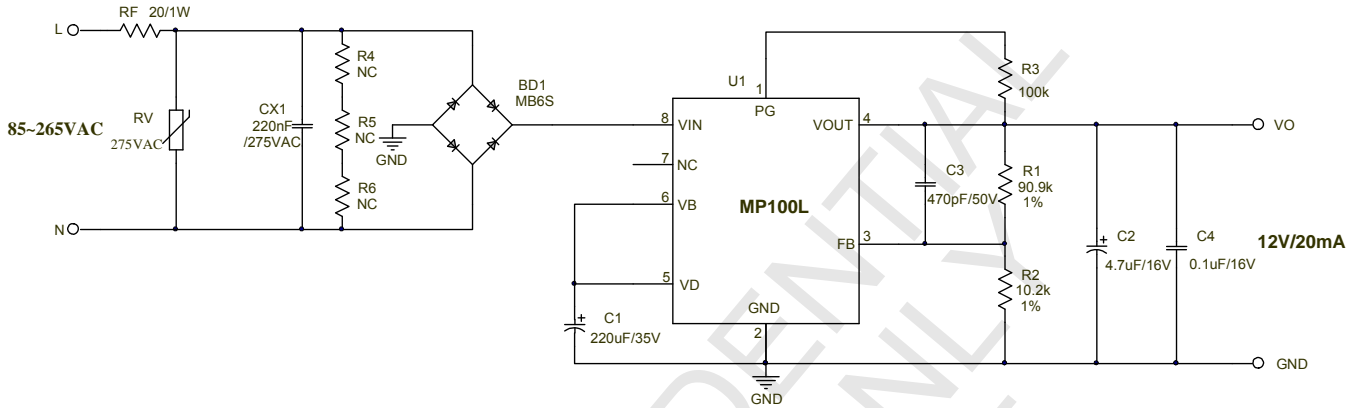 RF 20/1W
L
85~265VAC
RV
275VAC
CX1
220nF
/275VAC
R4
NC
R5
NC
R6
NC
N
BD1
MB6S
GND
U1
1
PG
8 VIN
VOUT 4
7 NC
6 VB
MP100L
FB 3
5 VD
GND
2
GND
C1
220uF/35V
R3
100k
C3
470pF/50V
R1
90.9k
1%
R2
10.2k
1%
C2
4.7uF/16V
C4
0.1uF/16V
VO
12V/20mA
GND